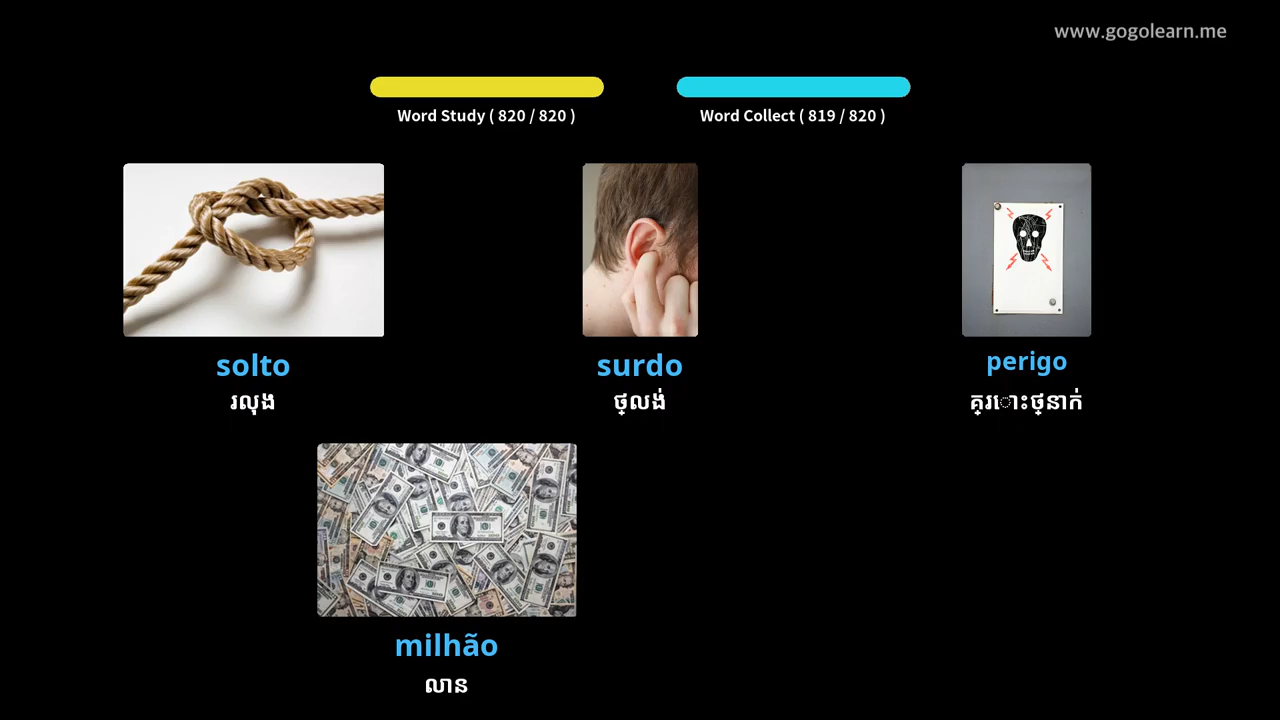 www.gogolearn.me
Word Study ( 820 / 820 )
Word Collect ( 819 / 820 )
solto
រលុង
surdo
ថ្លង់
perigo
គ្រោះថ្នាក់
milhão
លាន